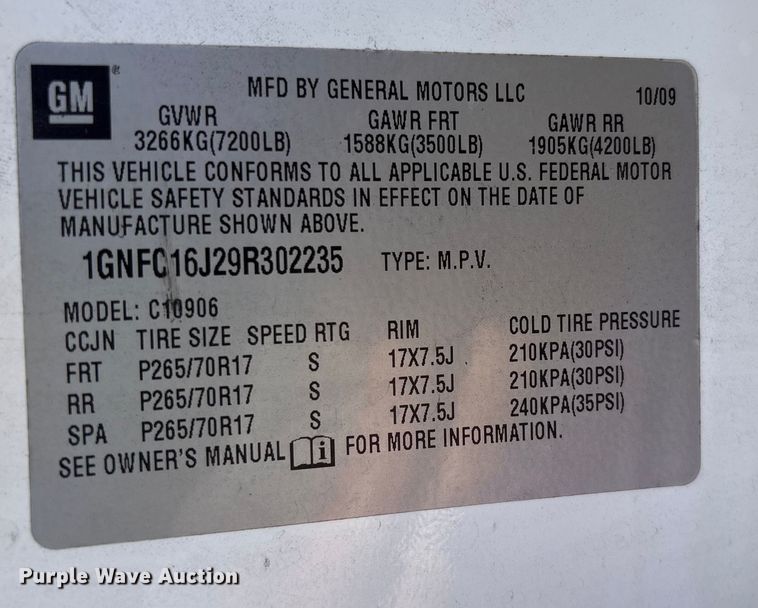 GM®
MFD BY GENERAL MOTORS LLC 10/09
GVWR GAWR FRT GAWR RR
3266KG(7200LB) 1588KG(3500LB) 1905KG(4200LB)
THIS VEHICLE CONFORMS TO ALL APPLICABLE U.S. FEDERAL MOTOR
VEHICLE SAFETY STANDARDS IN EFFECT ON THE DATE OF
MANUFACTURE SHOWN ABOVE.
1GNFC16J29R302235 TYPE: M.P.V.
MODEL: C10906
CCJN TIRE SIZE SPEED RTG RIM COLD TIRE PRESSURE
FRT P265/70R17 S 17X7.5J 210KPA(30PSI)
RR P265/70R17 S 17X7.5J 210KPA(30PSI)
SPA P265/70R17 S 17X7.5J 240KPA(35PSI)
SEE OWNER'S MANUAL i FOR MORE INFORMATION.
Purple Wave Auction